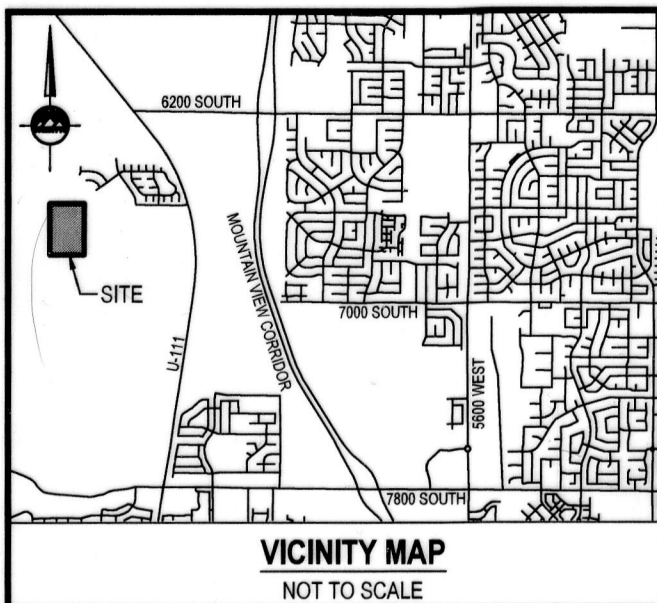 6200 SOUTH
MOUNTAIN VIEW CORRIDOR
SITE
7000 SOUTH
U-111
5600 WEST
7800 SOUTH
VICINITY MAP
NOT TO SCALE